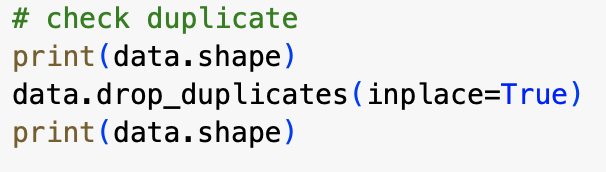 # check duplicate
print(data.shape)
data.drop_duplicates(inplace=True)
print(data.shape)